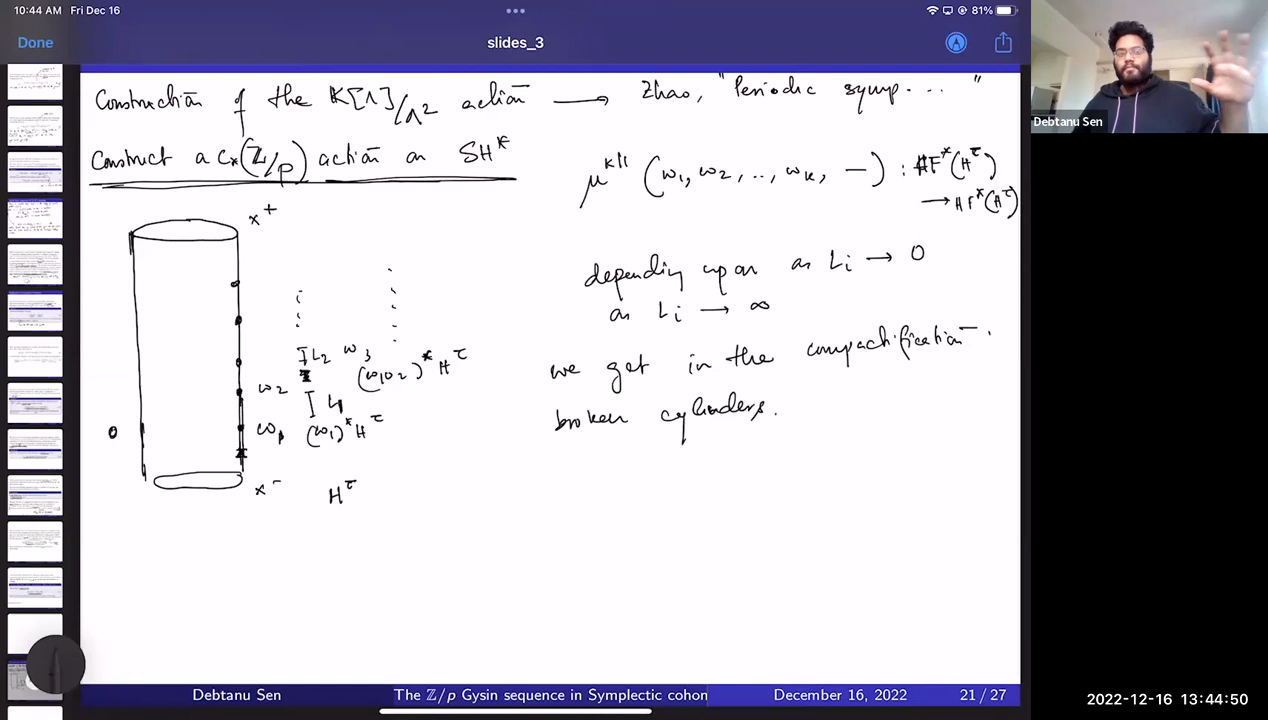 10:44 AM Fri Dec 16
81%
Done
slides_3
Construction of the K[Λ]/Λ² action → Zhao, "Periodic symp... "
Construct a C*(Z/p) action on SH*
μ^{k|1} (ω₁, ω₂, .., ω_k, —) : HF*(H^τ)
→ HF*(H^τ)
x⁺
depending upon as L_i → 0
as L_i → ∞
we get in the compactification.
broken cylinders.
L₂ ω₃ (ω₁ω₂)* H^τ
ω₂ L₁
0 ω₁ (ω₁)* H^τ
x⁻ H^τ
Debtanu Sen
Debtanu Sen The ℤ/p Gysin sequence in Symplectic cohon December 16, 2022 21 / 27
2022-12-16 13:44:50